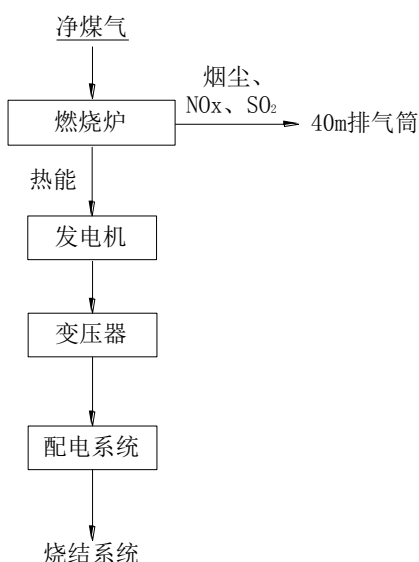 净煤气
烟尘、
NOx、SO₂
燃烧炉
40m排气筒
热能
发电机
变压器
配电系统
烧结系统